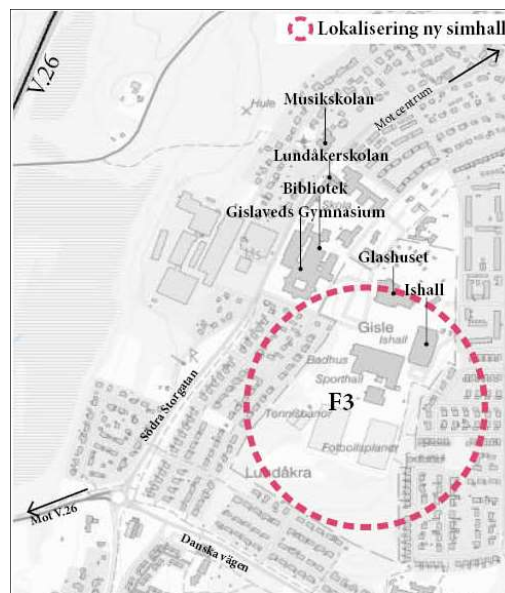 Lokalisering ny simhall
V.26
Mot centrum
Musikskolan
Hule
Lundåkerskolan
Bibliotek
Skola
Gislaveds Gymnasium
Glashuset
Ishall
Gisle
Ishall
Badhus
Sporthall
F3
Tennisbanor
Fotbollsplaner
Södra Storgatan
Lundåkra
Mot V.26
Danska vägen